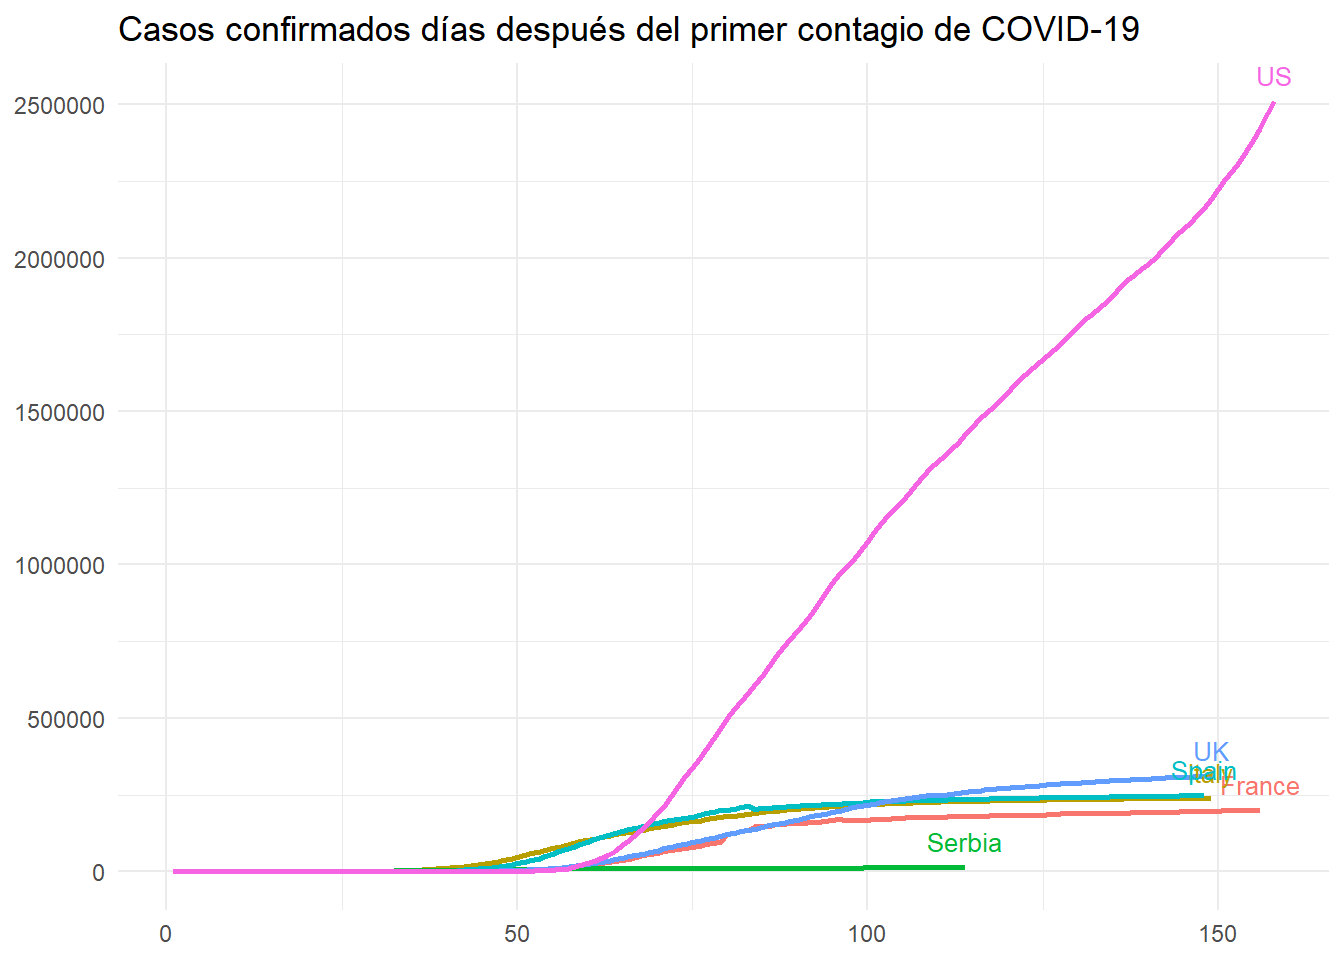 Casos confirmados días después del primer contagio de COVID-19
US
2500000
2000000
1500000
1000000
500000
UK
Spain
Italy
France
Serbia
0
0 50 100 150